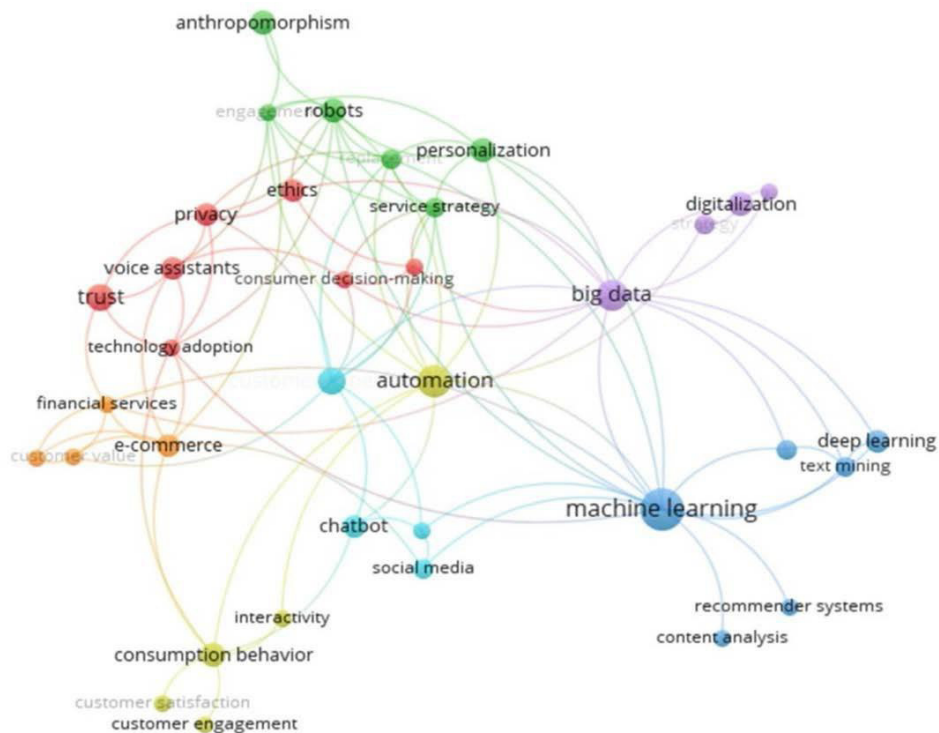 anthropomorphism
engagement
robots
personalization
ethics
service strategy
privacy
digitalization
strategy
voice assistants
consumer decision-making
trust
big data
technology adoption
automation
financial services
e-commerce
customer value
deep learning
text mining
machine learning
chatbot
social media
recommender systems
interactivity
content analysis
consumption behavior
customer satisfaction
customer engagement